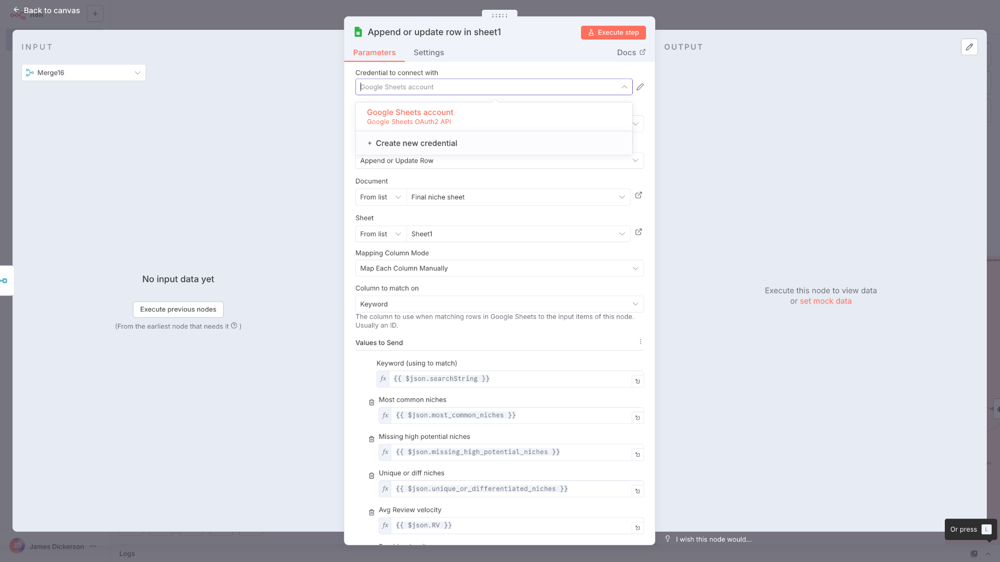 Back to canvas
n8n
INPUT
Merge16
No input data yet
Execute previous nodes
(From the earliest node that needs it ? )
Append or update row in sheet1
Execute step
Parameters
Settings
Docs
Credential to connect with
Google Sheets account
Google Sheets account
Google Sheets OAuth2 API
+ Create new credential
Append or Update Row
Document
From list
Final niche sheet
Sheet
From list
Sheet1
Mapping Column Mode
Map Each Column Manually
Column to match on
Keyword
The column to use when matching rows in Google Sheets to the input items of this node.
Usually an ID.
Values to Send
Keyword (using to match)
fx {{ $json.searchString }}
Most common niches
fx {{ $json.most_common_niches }}
Missing high potential niches
fx {{ $json.missing_high_potential_niches }}
Unique or diff niches
fx {{ $json.unique_or_differentiated_niches }}
Avg Review velocity
fx {{ $json.RV }}
OUTPUT
Execute this node to view data
or set mock data
Or press L
I wish this node would...
JD
James Dickerson
Logs